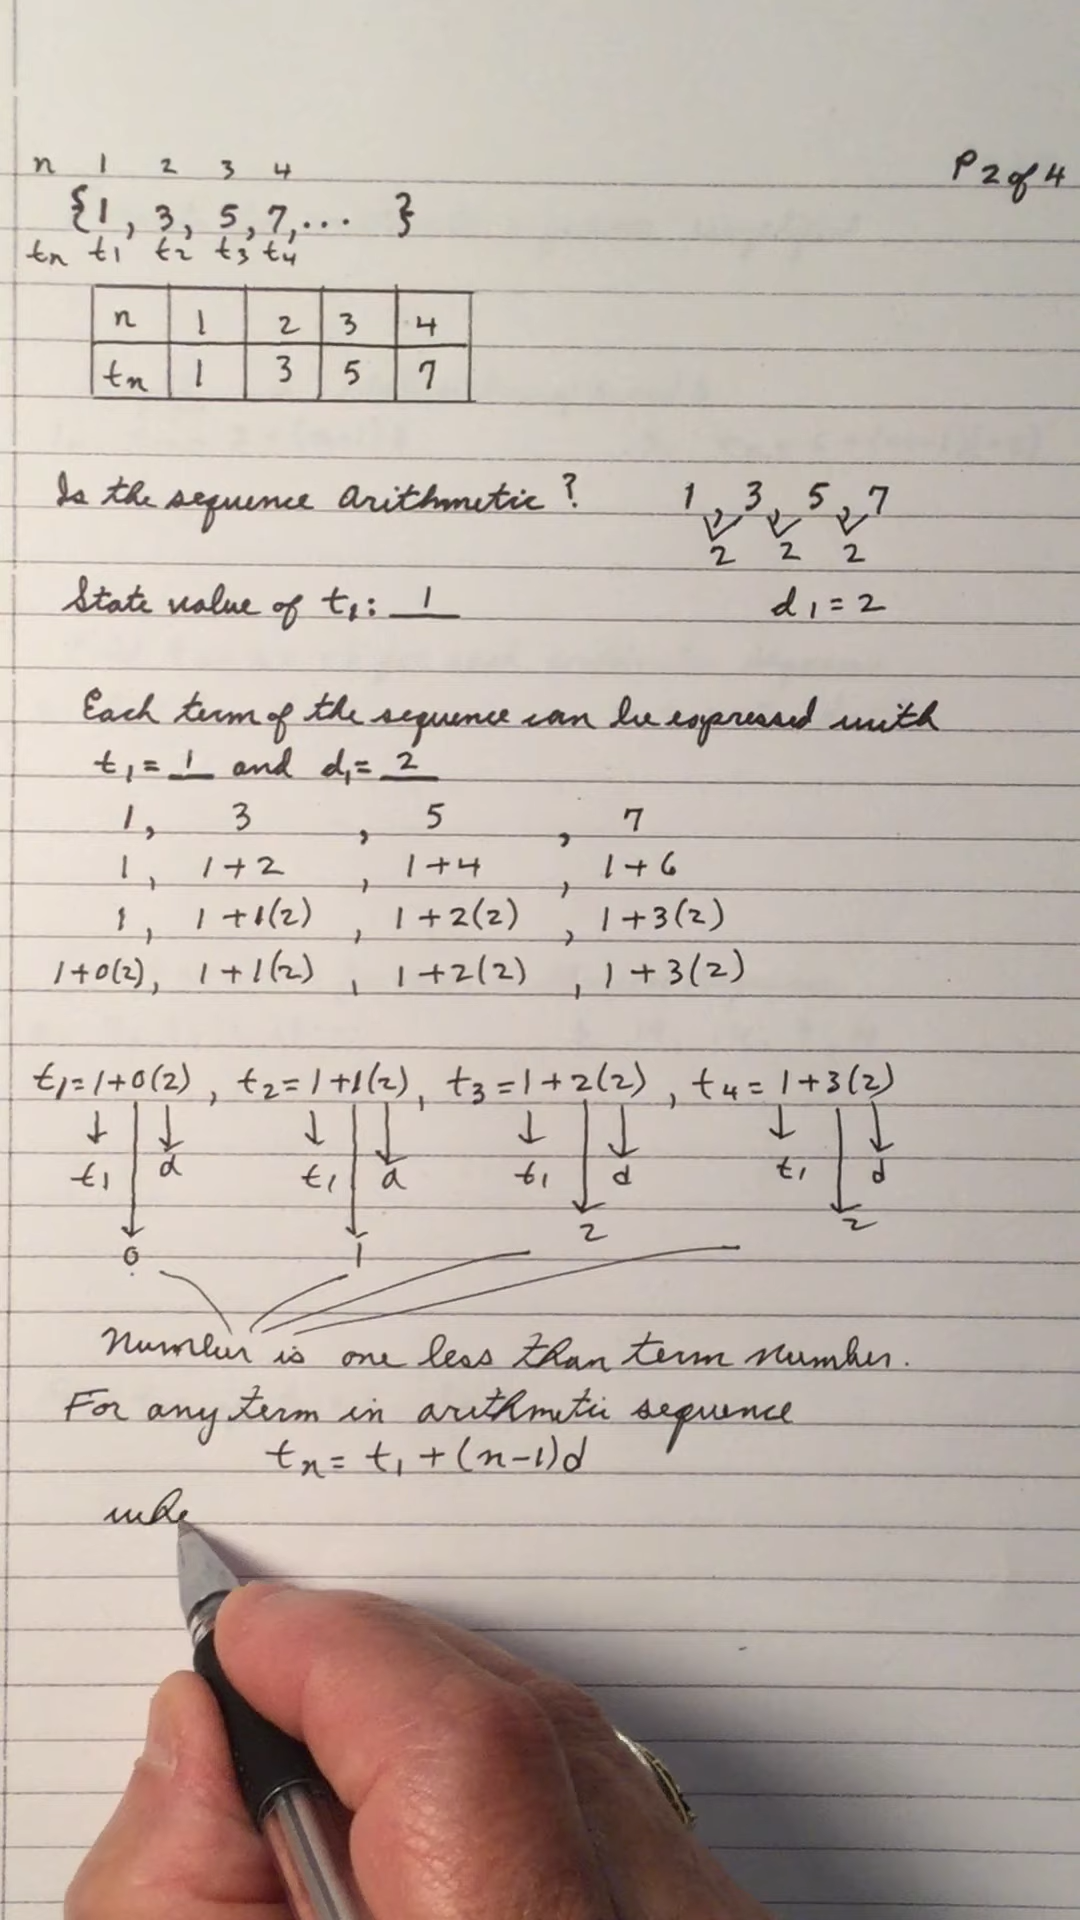 P 2 of 4
n 1 2 3 4
{1, 3, 5, 7, ... }
tn t1 t2 t3 t4
n 1 2 3 4
tn 1 3 5 7
Is the sequence arithmetic? 1, 3, 5, 7
2 2 2
State value of t1: 1 d1 = 2
Each term of the sequence can be expressed with
t1 = 1 and d1 = 2
1, 3, 5, 7
1, 1+2, 1+4, 1+6
1, 1+1(2), 1+2(2), 1+3(2)
1+0(2), 1+1(2), 1+2(2), 1+3(2)
t1=1+0(2), t2=1+1(2), t3=1+2(2), t4=1+3(2)
t1 d t1 d t1 d t1 d
0 1 2 2
Number is one less than term number.
For any term in arithmetic sequence
tn = t1 + (n-1)d
whe